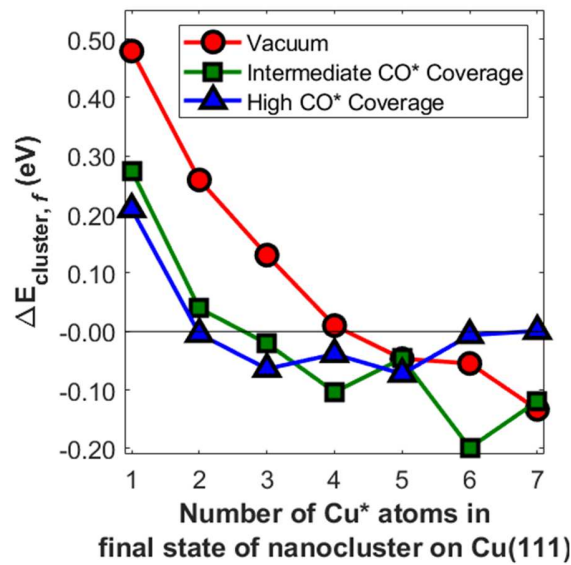 0.50
0.40
0.30
0.20
0.10
-0.00
-0.10
-0.20
ΔE cluster, f (eV)
Vacuum
Intermediate CO* Coverage
High CO* Coverage
1 2 3 4 5 6 7
Number of Cu* atoms in
final state of nanocluster on Cu(111)